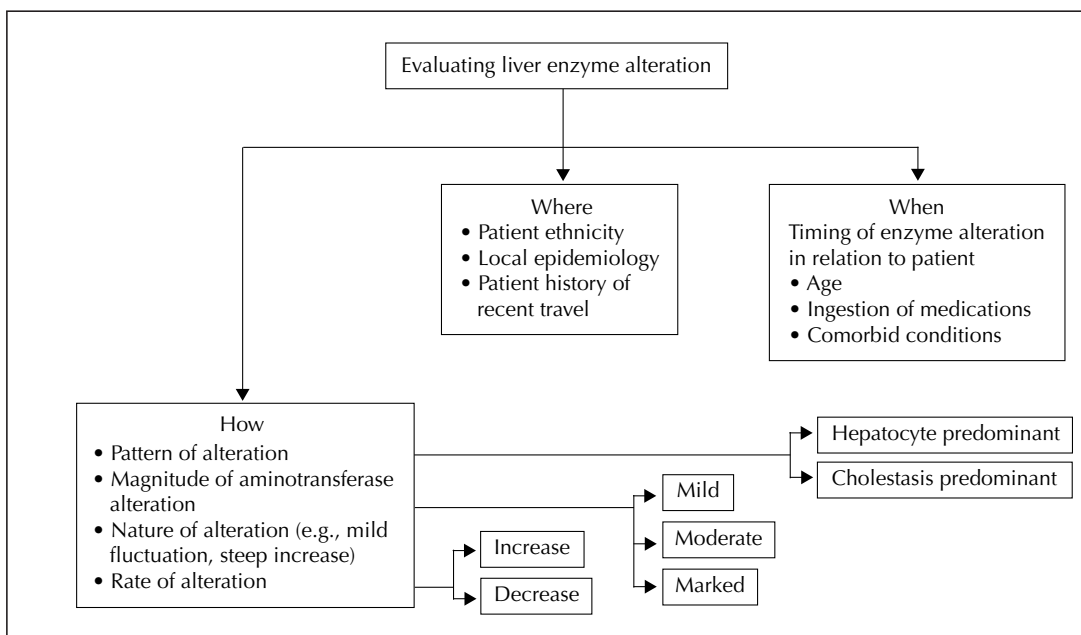 Evaluating liver enzyme alteration
Where
• Patient ethnicity
• Local epidemiology
• Patient history of
recent travel
When
Timing of enzyme alteration
in relation to patient
• Age
• Ingestion of medications
• Comorbid conditions
How
• Pattern of alteration
• Magnitude of aminotransferase
alteration
• Nature of alteration (e.g., mild
fluctuation, steep increase)
• Rate of alteration
Hepatocyte predominant
Cholestasis predominant
Mild
Moderate
Marked
Increase
Decrease